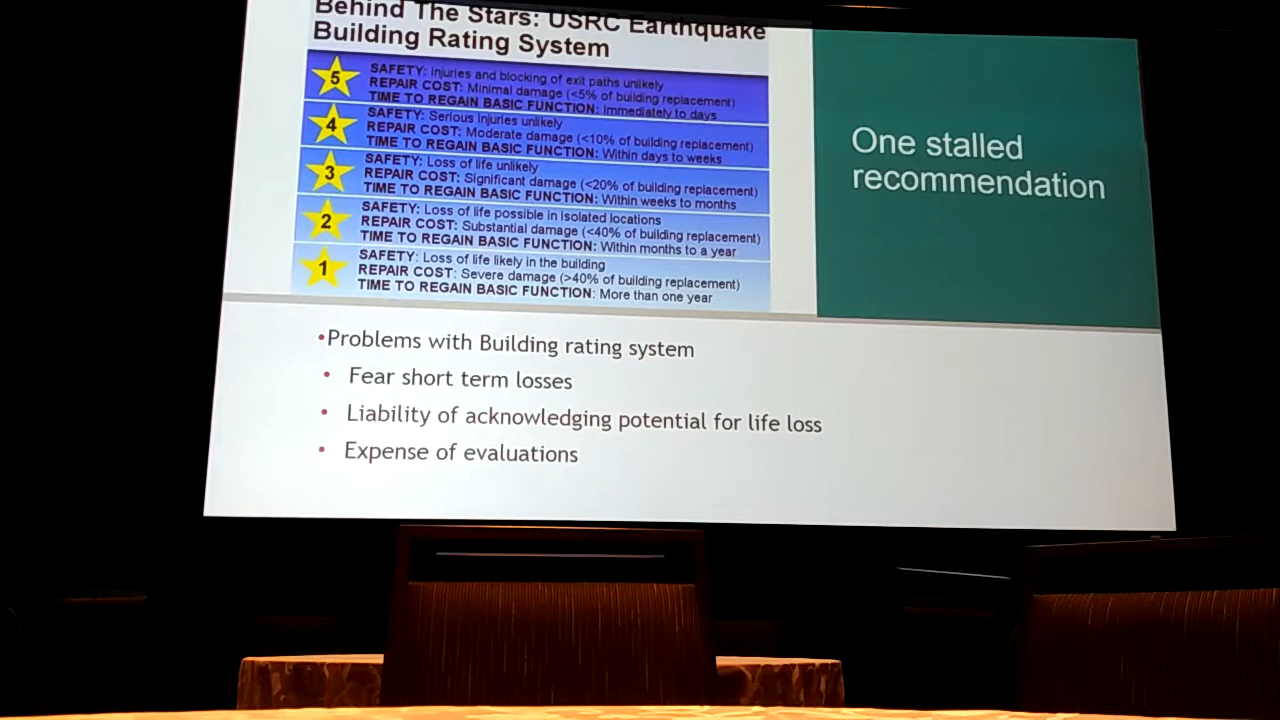 Behind The Stars: USRC Earthquake
Building Rating System
5
SAFETY: Injuries and blocking of exit paths unlikely
REPAIR COST: Minimal damage (<5% of building replacement)
TIME TO REGAIN BASIC FUNCTION: Immediately to days
4
SAFETY: Serious injuries unlikely
REPAIR COST: Moderate damage (<10% of building replacement)
TIME TO REGAIN BASIC FUNCTION: Within days to weeks
3
SAFETY: Loss of life unlikely
REPAIR COST: Significant damage (<20% of building replacement)
TIME TO REGAIN BASIC FUNCTION: Within weeks to months
2
SAFETY: Loss of life possible in isolated locations
REPAIR COST: Substantial damage (<40% of building replacement)
TIME TO REGAIN BASIC FUNCTION: Within months to a year
1
SAFETY: Loss of life likely in the building
REPAIR COST: Severe damage (>40% of building replacement)
TIME TO REGAIN BASIC FUNCTION: More than one year
One stalled
recommendation
•Problems with Building rating system
• Fear short term losses
• Liability of acknowledging potential for life loss
• Expense of evaluations